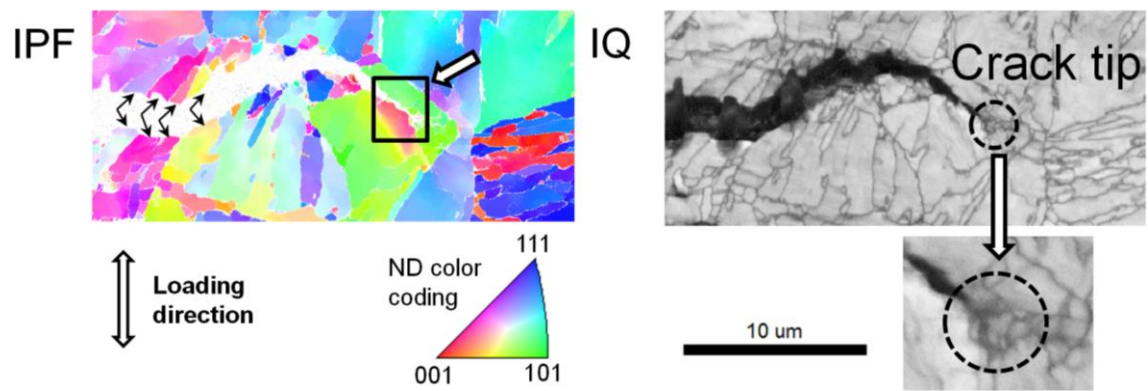 IPF
IQ
Crack tip
Loading
direction
ND color
coding
111
001
101
10 um